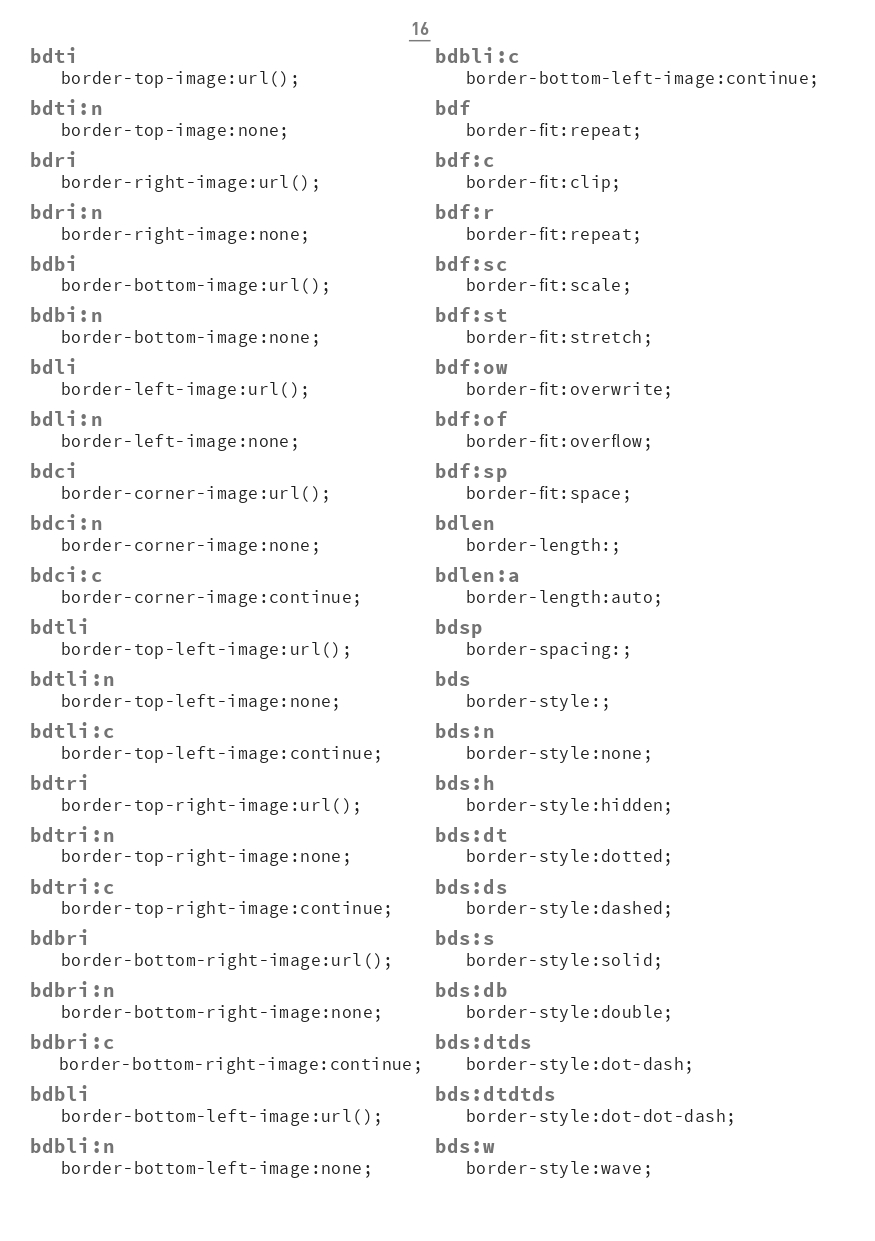 16
bdti
border-top-image:url();
bdti:n
border-top-image:none;
bdri
border-right-image:url();
bdri:n
border-right-image:none;
bdbi
border-bottom-image:url();
bdbi:n
border-bottom-image:none;
bdli
border-left-image:url();
bdli:n
border-left-image:none;
bdci
border-corner-image:url();
bdci:n
border-corner-image:none;
bdci:c
border-corner-image:continue;
bdtli
border-top-left-image:url();
bdtli:n
border-top-left-image:none;
bdtli:c
border-top-left-image:continue;
bdtri
border-top-right-image:url();
bdtri:n
border-top-right-image:none;
bdtri:c
border-top-right-image:continue;
bdbri
border-bottom-right-image:url();
bdbri:n
border-bottom-right-image:none;
bdbri:c
border-bottom-right-image:continue;
bdbli
border-bottom-left-image:url();
bdbli:n
border-bottom-left-image:none;
bdbli:c
border-bottom-left-image:continue;
bdf
border-fit:repeat;
bdf:c
border-fit:clip;
bdf:r
border-fit:repeat;
bdf:sc
border-fit:scale;
bdf:st
border-fit:stretch;
bdf:ow
border-fit:overwrite;
bdf:of
border-fit:overflow;
bdf:sp
border-fit:space;
bdlen
border-length:;
bdlen:a
border-length:auto;
bdsp
border-spacing:;
bds
border-style:;
bds:n
border-style:none;
bds:h
border-style:hidden;
bds:dt
border-style:dotted;
bds:ds
border-style:dashed;
bds:s
border-style:solid;
bds:db
border-style:double;
bds:dtds
border-style:dot-dash;
bds:dtdtds
border-style:dot-dot-dash;
bds:w
border-style:wave;